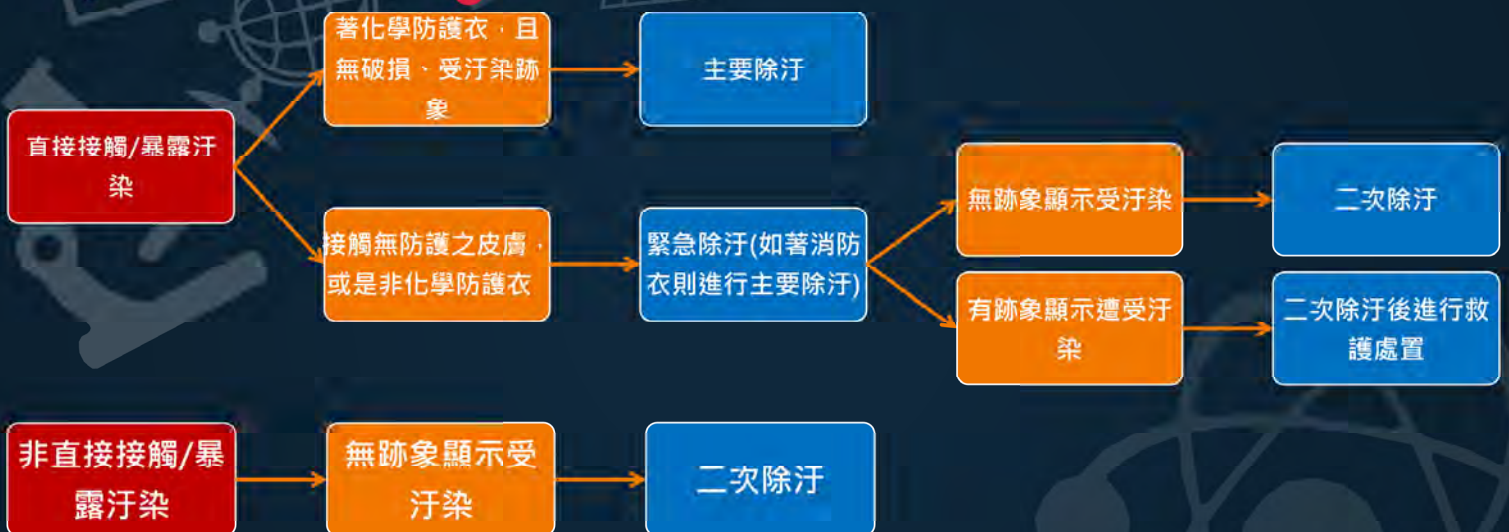 著化學防護衣，且
無破損、受汙染跡
象
主要除汙
直接接觸/暴露汙
染
接觸無防護之皮膚，
或是非化學防護衣
緊急除汙(如著消防
衣則進行主要除汙)
無跡象顯示受汙染
二次除汙
有跡象顯示遭受汙
染
二次除汙後進行救
護處置
非直接接觸/暴
露汙染
無跡象顯示受
汙染
二次除汙